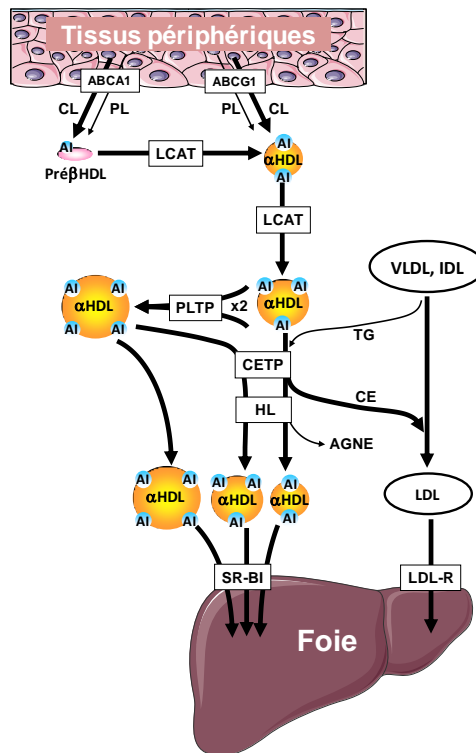 Tissus périphériques
ABCA1
ABCG1
CL
PL
PL
CL
AI
PréβHDL
LCAT
AI
αHDL
AI
LCAT
VLDL, IDL
AI
AI
αHDL
AI
AI
PLTP
x2
AI
AI
αHDL
AI
TG
CETP
CE
HL
AGNE
AI
AI
αHDL
AI
AI
AI
AI
αHDL
AI
AI
αHDL
AI
LDL
SR-BI
LDL-R
Foie